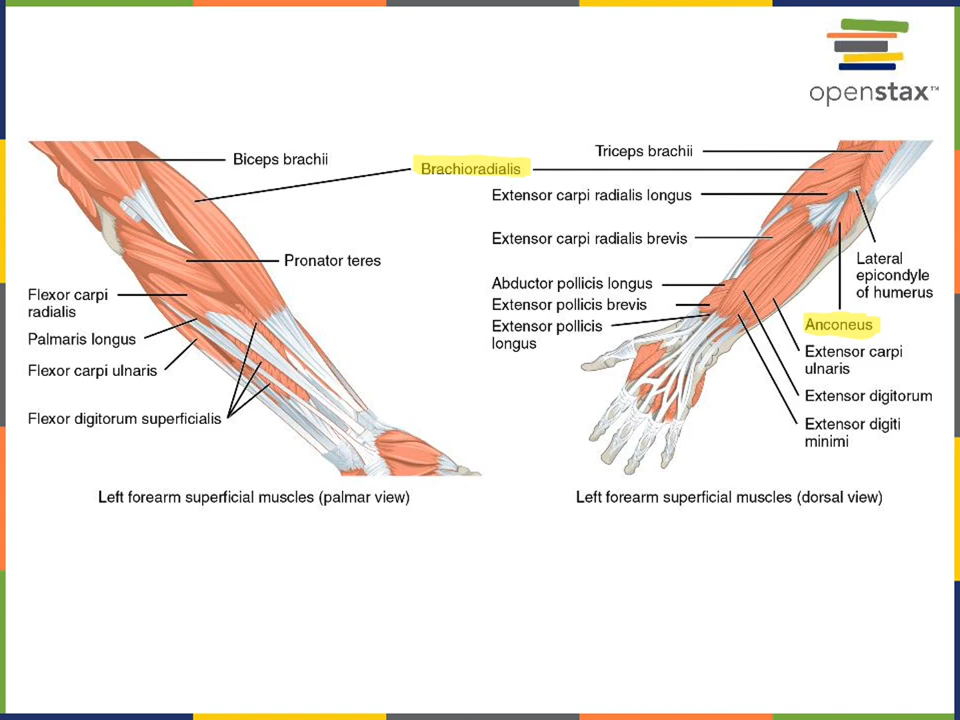 openstax™
Biceps brachii
Brachioradialis
Pronator teres
Flexor carpi
radialis
Palmaris longus
Flexor carpi ulnaris
Flexor digitorum superficialis
Left forearm superficial muscles (palmar view)
Triceps brachii
Extensor carpi radialis longus
Extensor carpi radialis brevis
Abductor pollicis longus
Extensor pollicis brevis
Extensor pollicis
longus
Lateral
epicondyle
of humerus
Anconeus
Extensor carpi
ulnaris
Extensor digitorum
Extensor digiti
minimi
Left forearm superficial muscles (dorsal view)